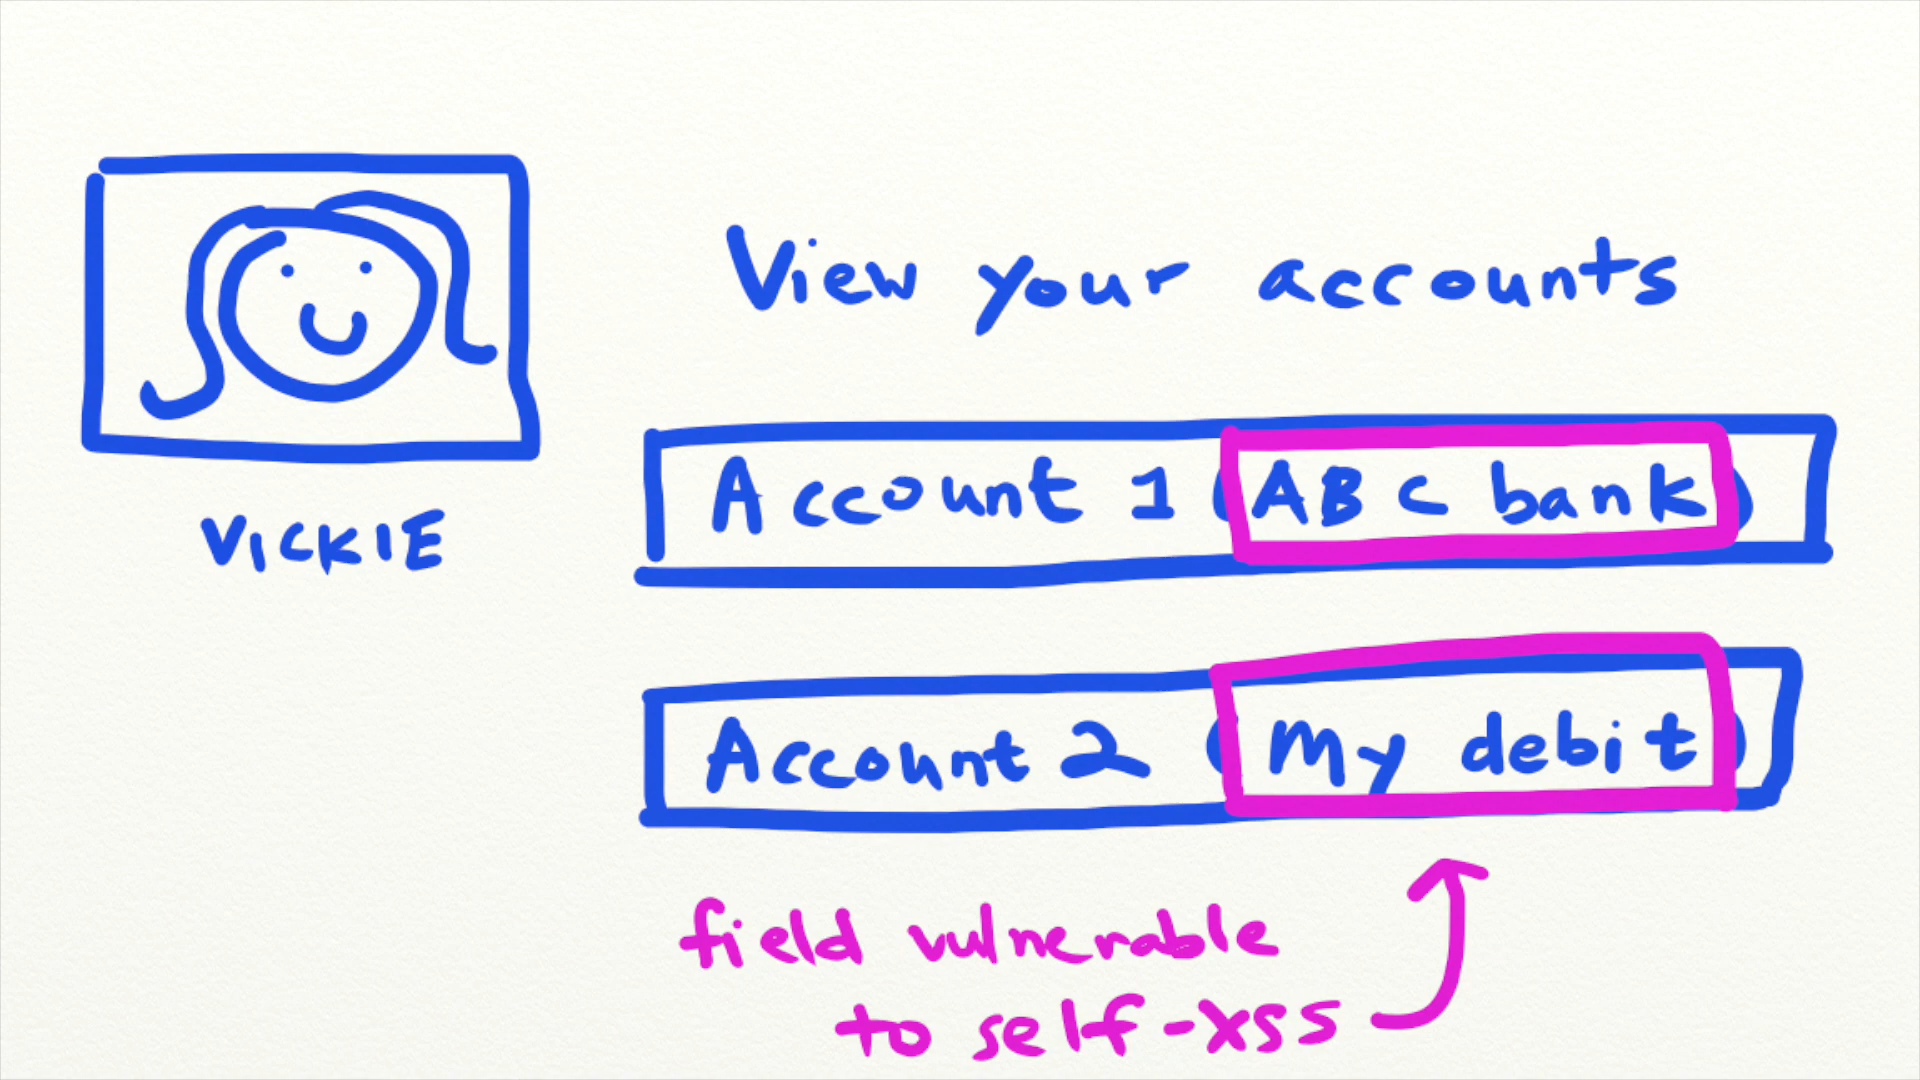 View your accounts
VICKIE
Account 1 (ABC bank)
Account 2 (My debit)
field vulnerable
to self-XSS